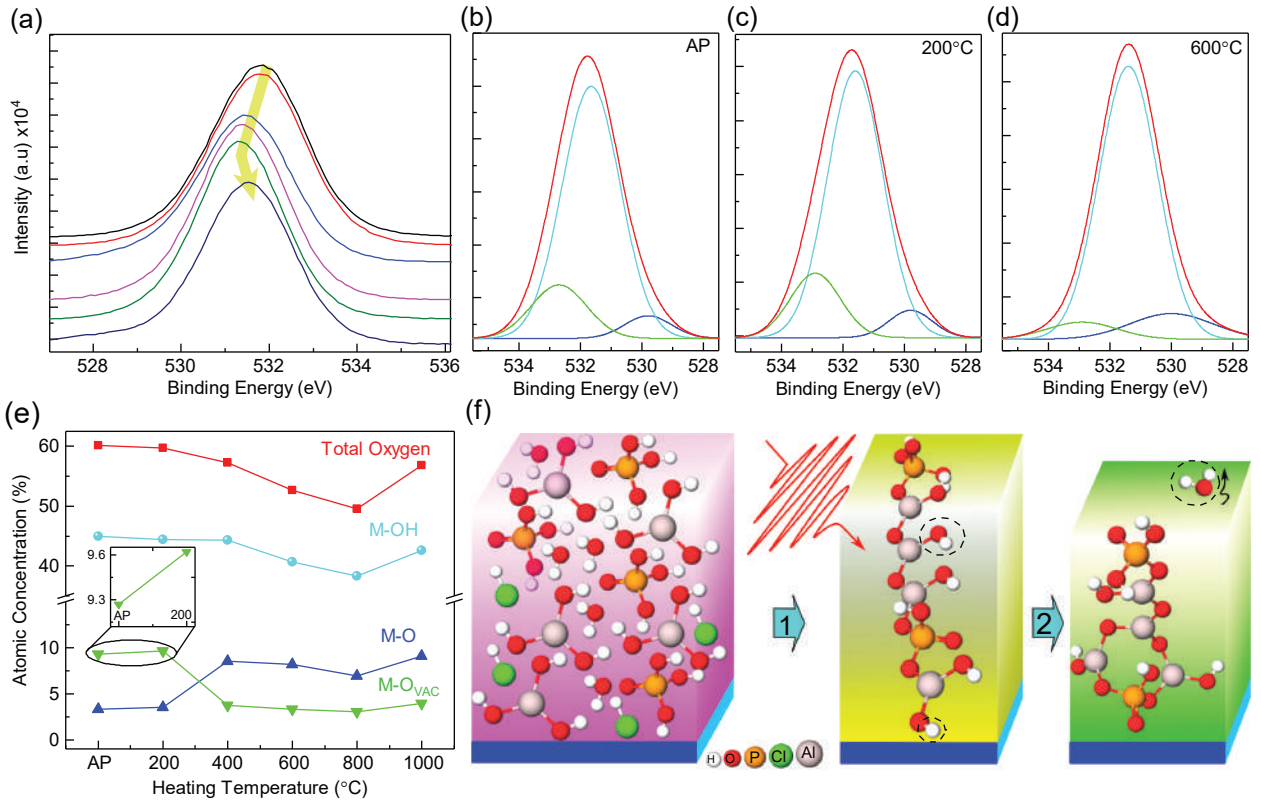 (a)
Intensity (a.u) x10⁴
528 530 532 534 536
Binding Energy (eV)
(b)
AP
534 532 530 528
Binding Energy (eV)
(c)
200°C
534 532 530 528
Binding Energy (eV)
(d)
600°C
534 532 530 528
Binding Energy (eV)
(e)
Atomic Concentration (%)
60
50
40
10
5
0
Total Oxygen
M-OH
9.6
9.3
AP 200
M-O
M-O_VAC
AP 200 400 600 800 1000
Heating Temperature (°C)
(f)
1
2
H O P Cl Al